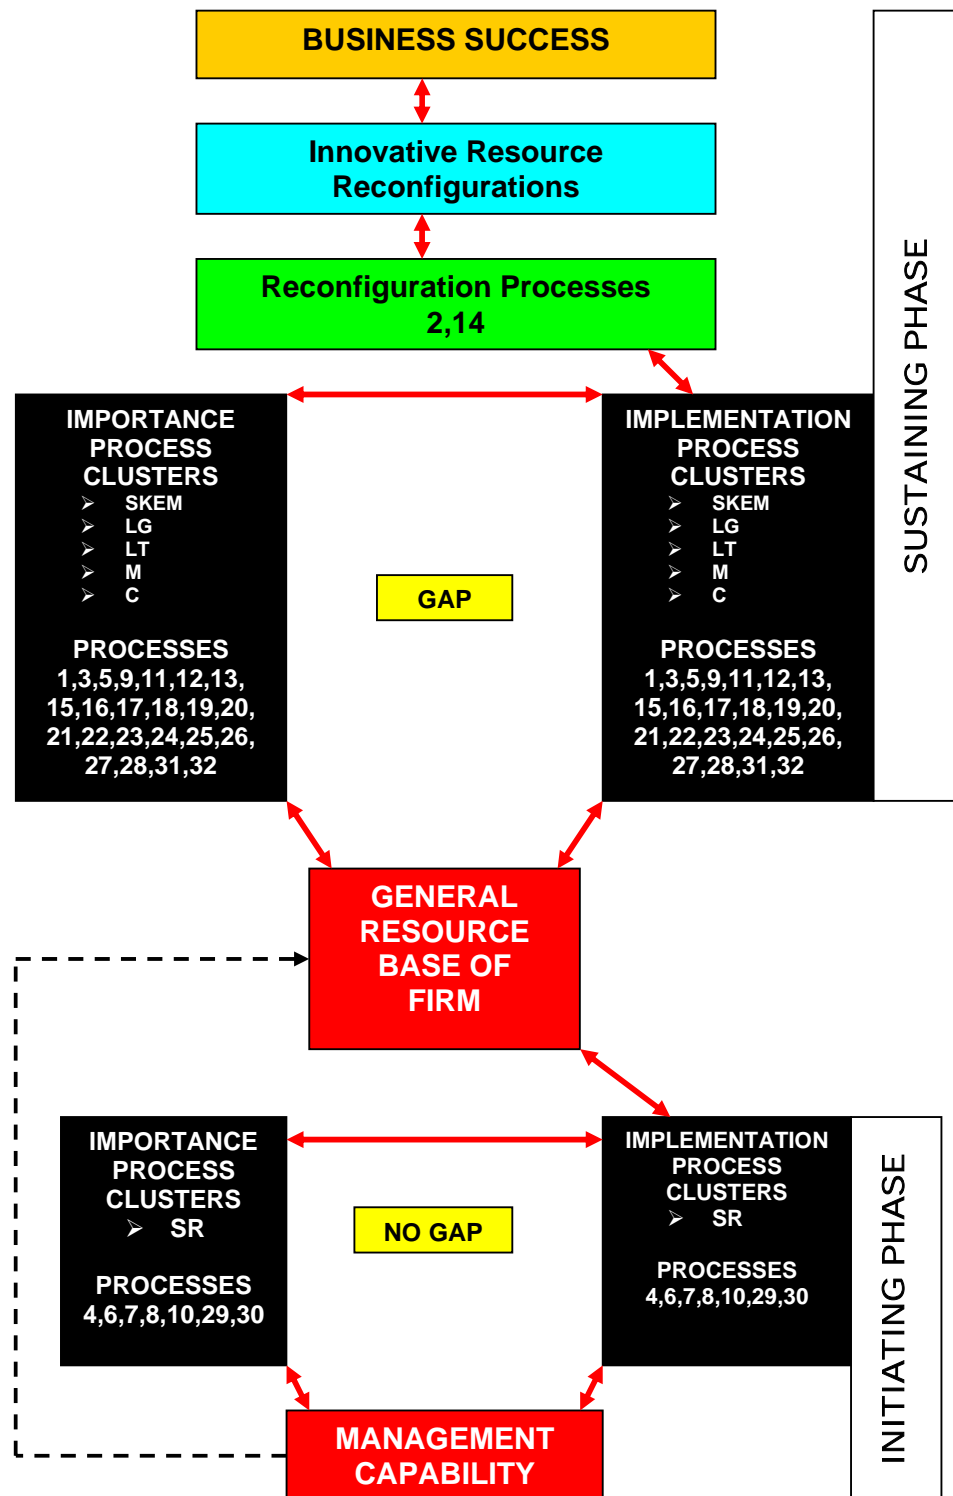 BUSINESS SUCCESS
Innovative Resource
Reconfigurations
Reconfiguration Processes
2,14
SUSTAINING PHASE
IMPORTANCE
PROCESS
CLUSTERS
➢ SKEM
➢ LG
➢ LT
➢ M
➢ C
PROCESSES
1,3,5,9,11,12,13,
15,16,17,18,19,20,
21,22,23,24,25,26,
27,28,31,32
GAP
IMPLEMENTATION
PROCESS
CLUSTERS
➢ SKEM
➢ LG
➢ LT
➢ M
➢ C
PROCESSES
1,3,5,9,11,12,13,
15,16,17,18,19,20,
21,22,23,24,25,26,
27,28,31,32
GENERAL
RESOURCE
BASE OF
FIRM
IMPORTANCE
PROCESS
CLUSTERS
➢ SR
PROCESSES
4,6,7,8,10,29,30
NO GAP
IMPLEMENTATION
PROCESS
CLUSTERS
➢ SR
PROCESSES
4,6,7,8,10,29,30
INITIATING PHASE
MANAGEMENT
CAPABILITY